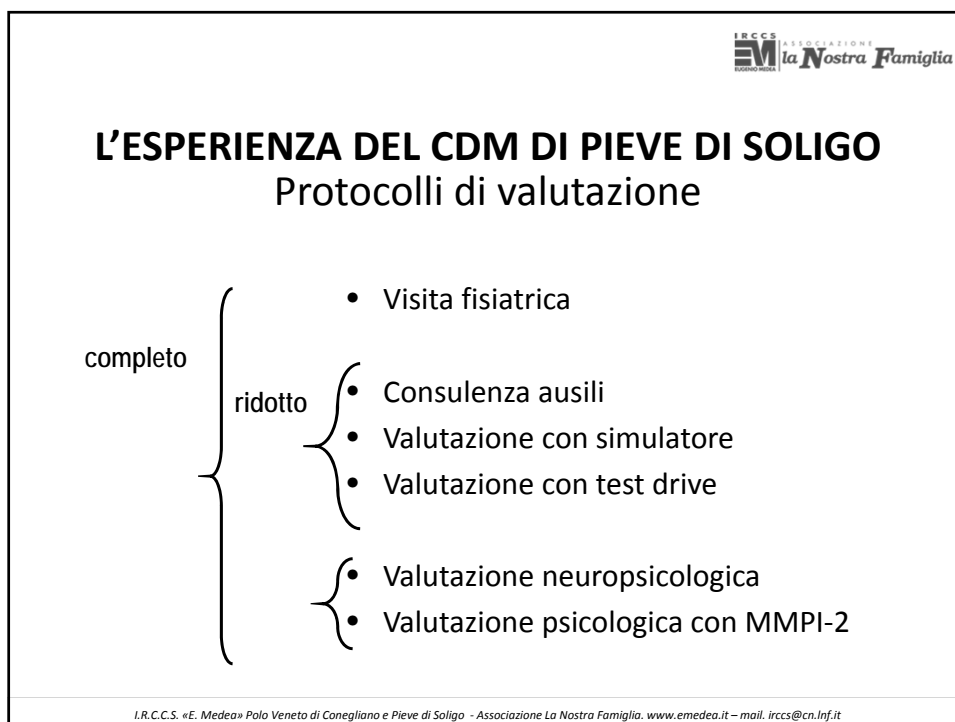 IRCCS
EUGENIO MEDEA
ASSOCIAZIONE
la Nostra Famiglia
L'ESPERIENZA DEL CDM DI PIEVE DI SOLIGO
Protocolli di valutazione
• Visita fisiatrica
completo
ridotto
• Consulenza ausili
• Valutazione con simulatore
• Valutazione con test drive
• Valutazione neuropsicologica
• Valutazione psicologica con MMPI-2
I.R.C.C.S. «E. Medea» Polo Veneto di Conegliano e Pieve di Soligo - Associazione La Nostra Famiglia. www.emedea.it – mail. irccs@cn.lnf.it